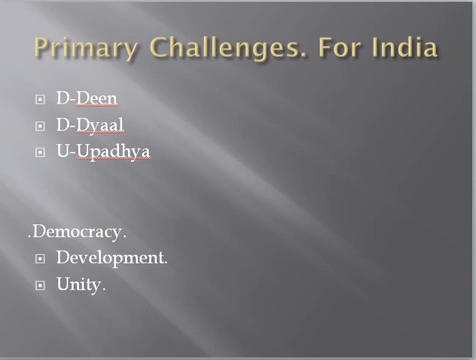 Primary Challenges. For India
D-Deen
D-Dyaal
U-Upadhya
.Democracy.
Development.
Unity.